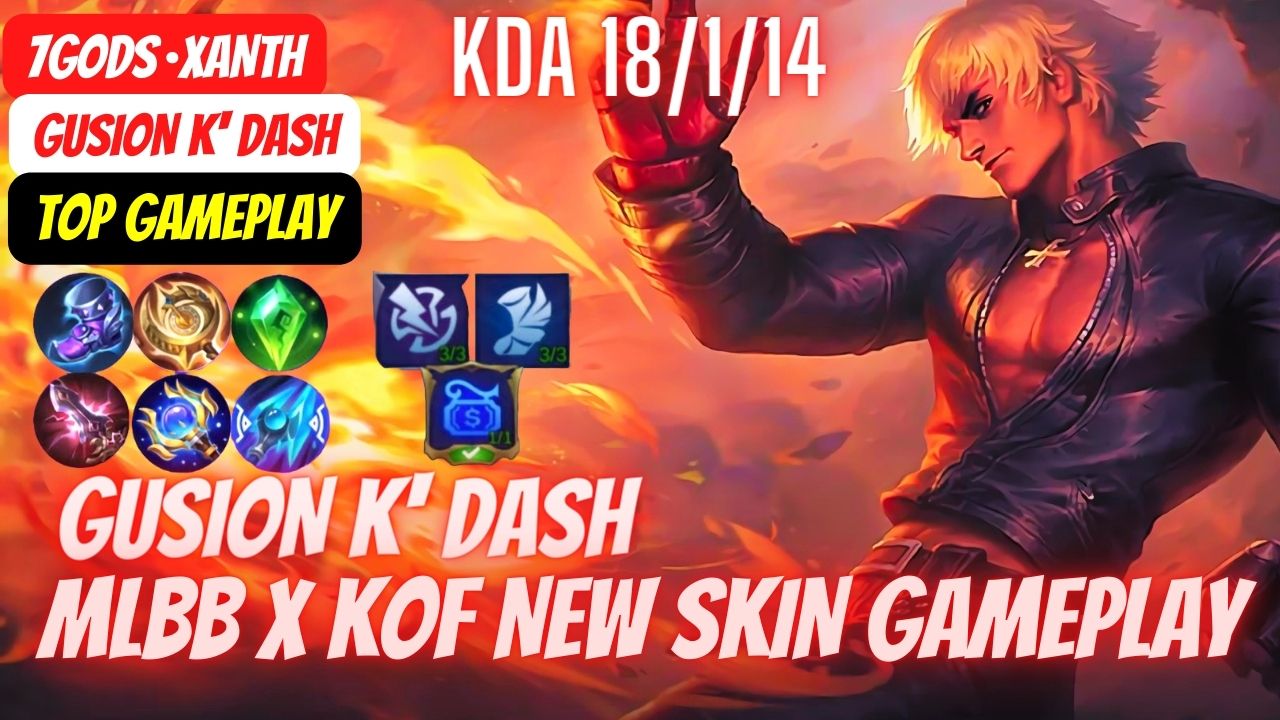 7GODS•XANTH
KDA 18/1/14
GUSION K' DASH
TOP GAMEPLAY
3/3
3/3
$
1/1
GUSION K' DASH
MLBB X KOF NEW SKIN GAMEPLAY